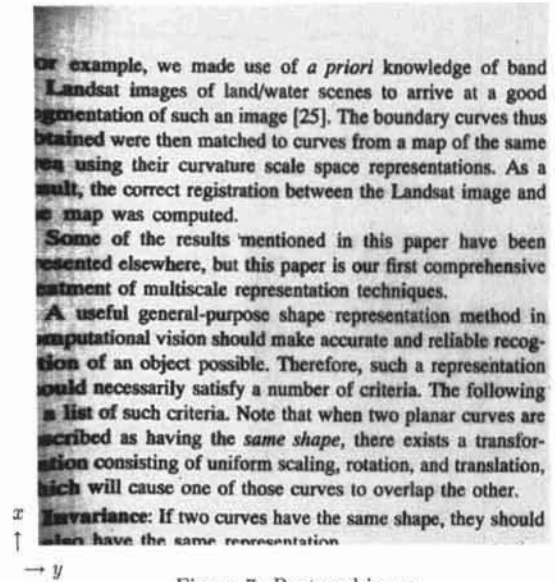 or example, we made use of a priori knowledge of band
Landsat images of land/water scenes to arrive at a good
gmentation of such an image [25]. The boundary curves thus
btained were then matched to curves from a map of the same
rea using their curvature scale space representations. As a
sult, the correct registration between the Landsat image and
e map was computed.
Some of the results mentioned in this paper have been
esented elsewhere, but this paper is our first comprehensive
eatment of multiscale representation techniques.
A useful general-purpose shape representation method in
mputational vision should make accurate and reliable recog-
tion of an object possible. Therefore, such a representation
ould necessarily satisfy a number of criteria. The following
a list of such criteria. Note that when two planar curves are
scribed as having the same shape, there exists a transfor-
ation consisting of uniform scaling, rotation, and translation,
hich will cause one of those curves to overlap the other.
Invariance: If two curves have the same shape, they should
also have the same representation
x
↑
→ y